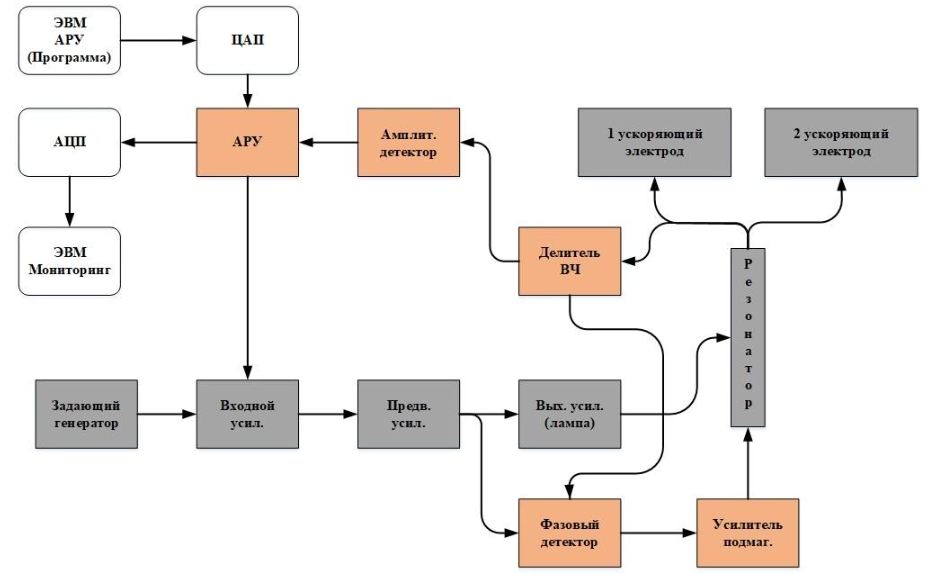 ЭВМ
АРУ
(Программа)
ЦАП
АЦП
АРУ
Амплит.
детектор
1 ускоряющий
электрод
2 ускоряющий
электрод
ЭВМ
Мониторинг
Делитель
ВЧ
Резонатор
Задающий
генератор
Входной
усил.
Предв.
усил.
Вых. усил.
(лампа)
Фазовый
детектор
Усилитель
подмаг.